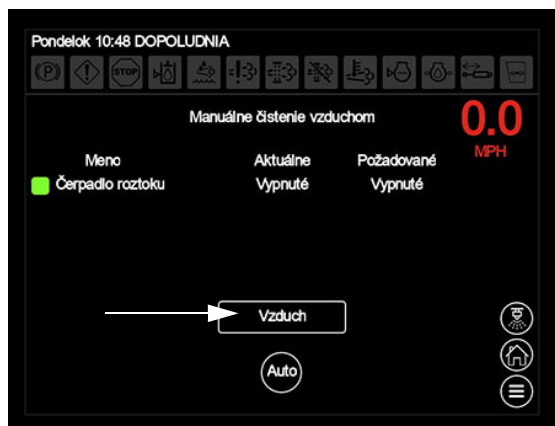 Pondelok 10:48 DOPOLUDNIA
STOP
Manuálne čistenie vzduchom
0.0
MPH
Meno Aktuálne Požadované
Čerpadlo roztoku Vypnuté Vypnuté
Vzduch
Auto